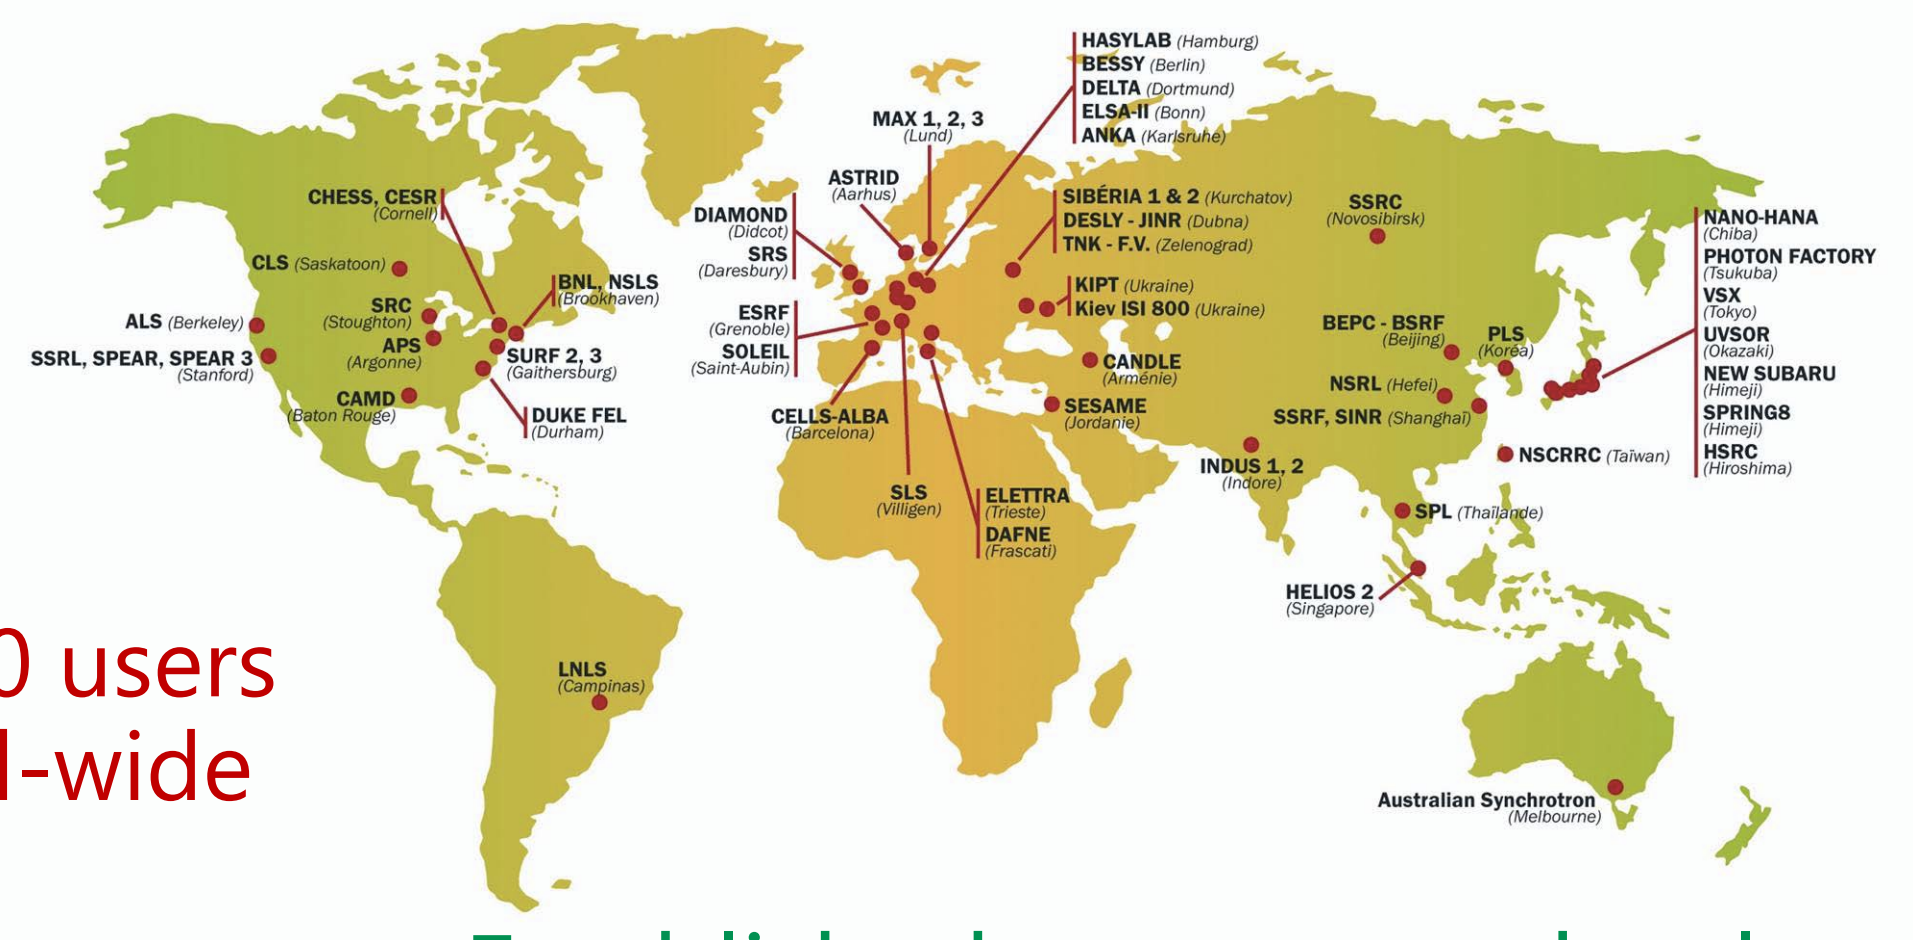 HASYLAB (Hamburg)
BESSY (Berlin)
DELTA (Dortmund)
ELSA-II (Bonn)
ANKA (Karlsruhe)
MAX 1, 2, 3
(Lund)
ASTRID
(Aarhus)
CHESS, CESR
(Cornell)
DIAMOND
(Didcot)
SRS
(Daresbury)
SIBÉRIA 1 & 2 (Kurchatov)
DESLY - JINR (Dubna)
TNK - F.V. (Zelenograd)
SSRC
(Novosibirsk)
NANO-HANA
(Chiba)
PHOTON FACTORY
(Tsukuba)
VSX
(Tokyo)
UVSOR
(Okazaki)
NEW SUBARU
(Himeji)
SPRING8
(Himeji)
HSRC
(Hiroshima)
CLS (Saskatoon)
BNL, NSLS
(Brookhaven)
SRC
(Stoughton)
ALS (Berkeley)
APS
(Argonne)
SSRL, SPEAR, SPEAR 3
(Stanford)
SURF 2, 3
(Gaithersburg)
CAMD
(Baton Rouge)
DUKE FEL
(Durham)
ESRF
(Grenoble)
SOLEIL
(Saint-Aubin)
KIPT (Ukraine)
Kiev ISI 800 (Ukraine)
CANDLE
(Arménie)
SESAME
(Jordanie)
CELLS-ALBA
(Barcelona)
SLS
(Villigen)
ELETTRA
(Trieste)
DAFNE
(Frascati)
BEPC - BSRF
(Beijing)
PLS
(Koréa)
NSRL (Hefei)
SSRF, SINR (Shanghaï)
INDUS 1, 2
(Indore)
NSCRRC (Taïwan)
SPL (Thaïlande)
HELIOS 2
(Singapore)
LNLS
(Campinas)
Australian Synchrotron
(Melbourne)
0 users
-wide